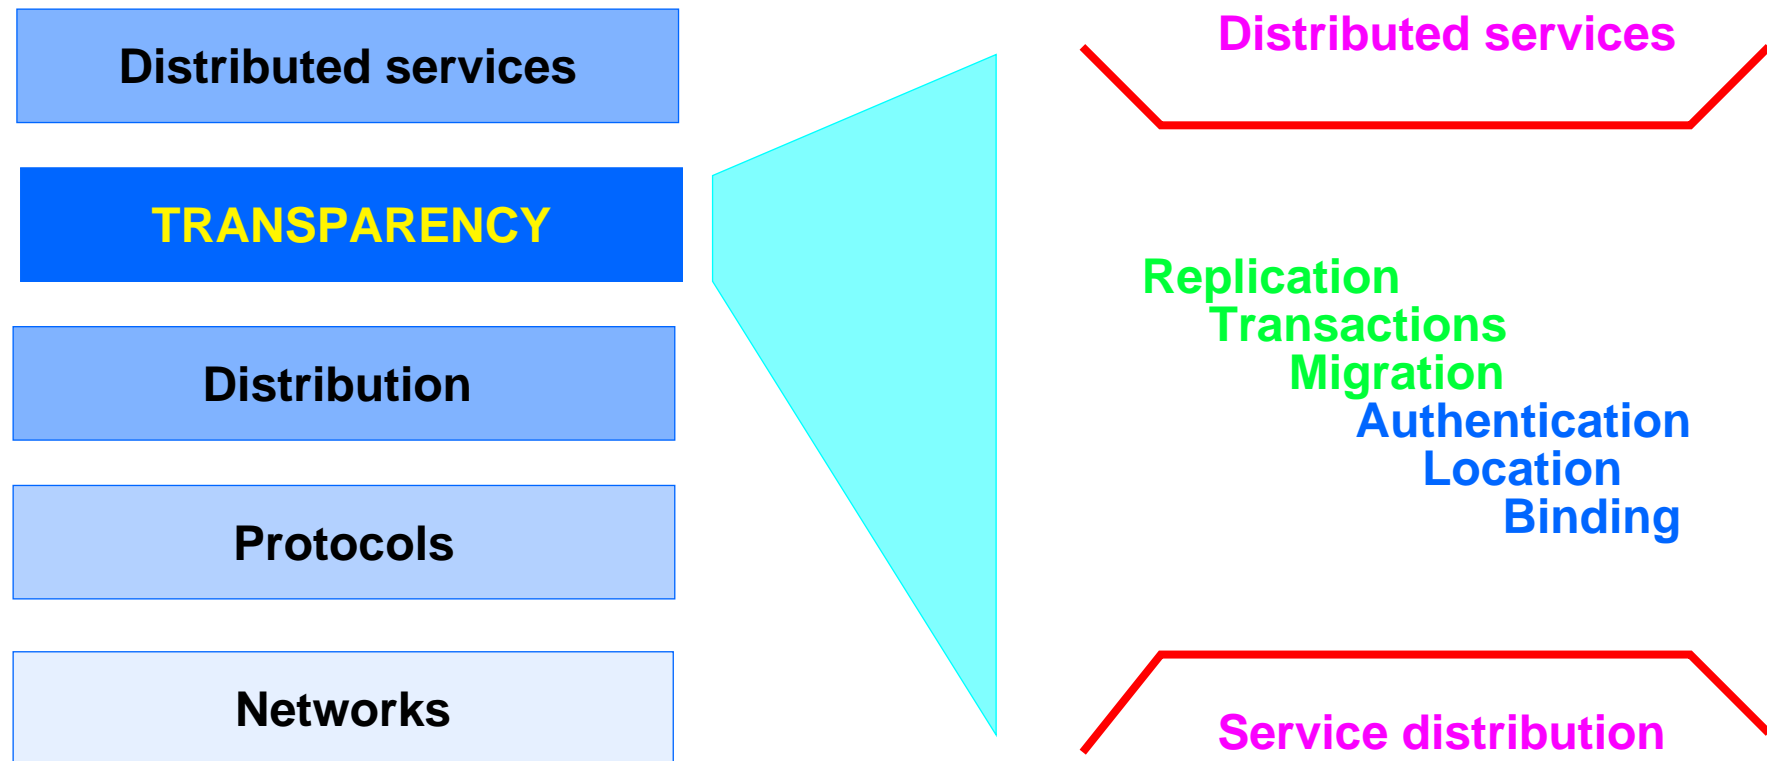 Distributed services
TRANSPARENCY
Distribution
Protocols
Networks
Distributed services
Replication
Transactions
Migration
Authentication
Location
Binding
Service distribution